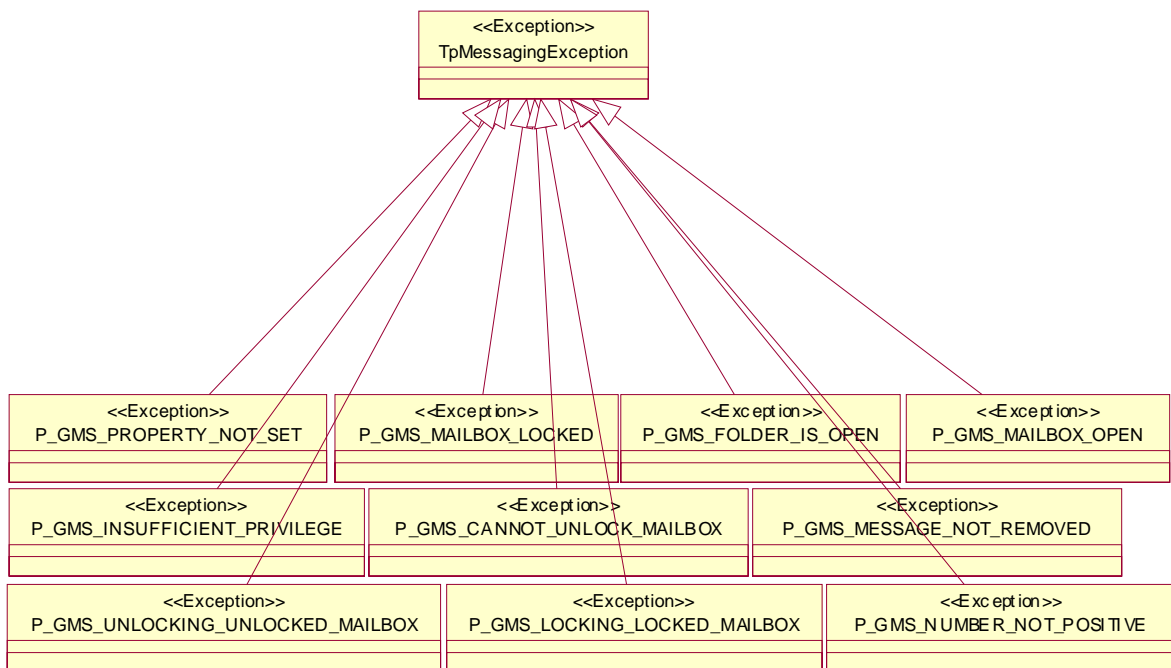 <<Exception>>
TpMessagingException
<<Exception>>
P_GMS_PROPERTY_NOT_SET
<<Exception>>
P_GMS_MAILBOX_LOCKED
<<Exception>>
P_GMS_FOLDER_IS_OPEN
<<Exception>>
P_GMS_MAILBOX_OPEN
<<Exception>>
P_GMS_INSUFFICIENT_PRIVILEGE
<<Exception>>
P_GMS_CANNOT_UNLOCK_MAILBOX
<<Exception>>
P_GMS_MESSAGE_NOT_REMOVED
<<Exception>>
P_GMS_UNLOCKING_UNLOCKED_MAILBOX
<<Exception>>
P_GMS_LOCKING_LOCKED_MAILBOX
<<Exception>>
P_GMS_NUMBER_NOT_POSITIVE